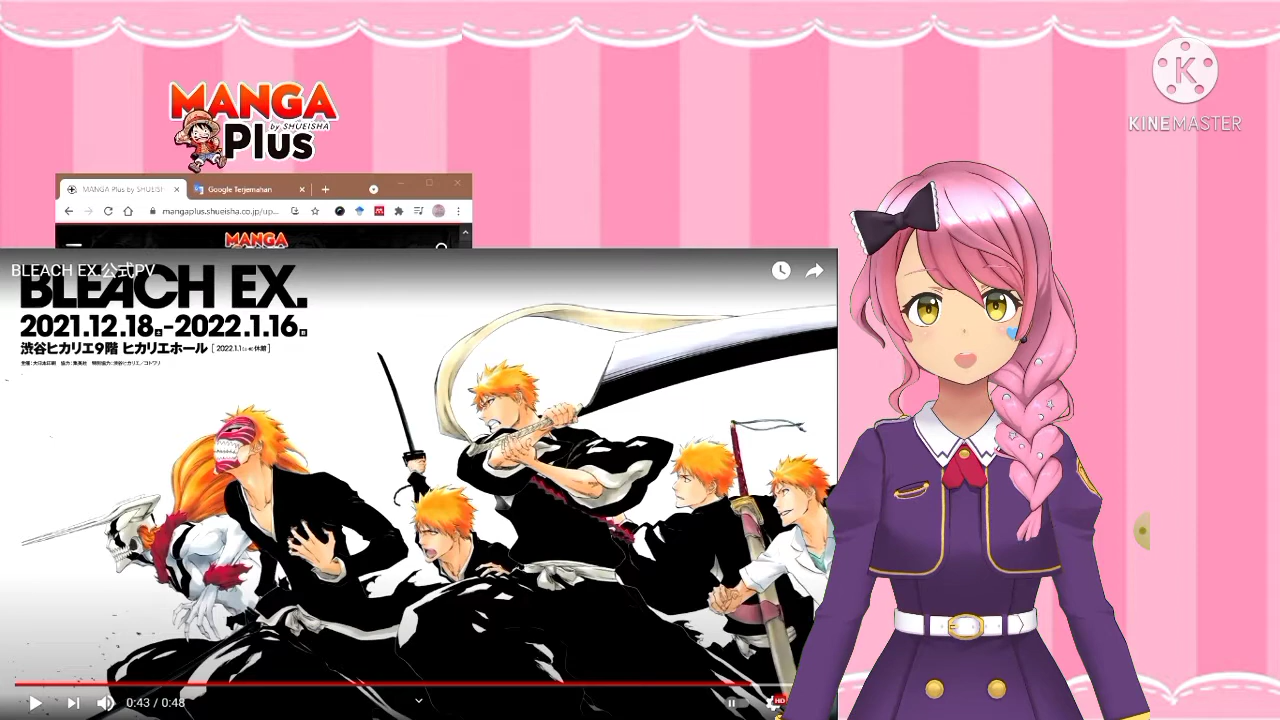 MANGA
by SHUEISHA
Plus
K
KINEMASTER
MANGA Plus by SHUEISH
Google Terjemahan
mangaplus.shueisha.co.jp/up...
MANGA
BLEACH EX.公式PV
BLEACH EX.
2021.12.18土-2022.1.16日
渋谷ヒカリエ9階 ヒカリエホール [2022.1.1(土・祝)休館]
0:43 / 0:48
HD